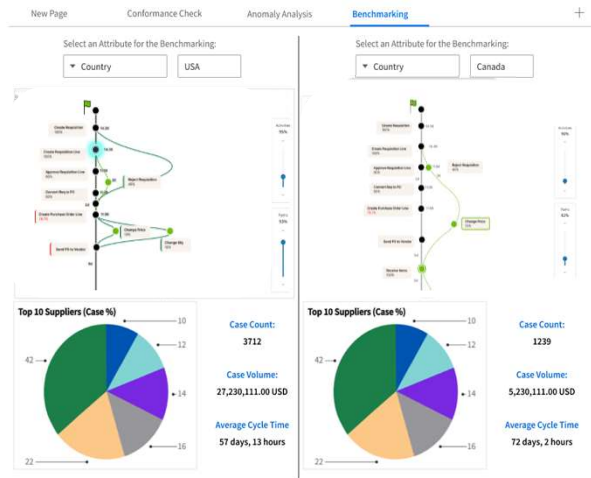 New Page Conformance Check Anomaly Analysis Benchmarking +
Select an Attribute for the Benchmarking:
Country USA
Create Requisition
Create Requisition Line
Approve Requisition Line
Reject Requisition
Convert Req to PO
Create Purchase Order Line
Change Price
Send PO to Vendor
Change Qty
Top 10 Suppliers (Case %)
10
12
14
16
22
42
Case Count:
3712
Case Volume:
27,230,111.00 USD
Average Cycle Time
57 days, 13 hours
Select an Attribute for the Benchmarking:
Country Canada
Create Requisition
Create Requisition Line
Approve Requisition Line
Reject Requisition
Convert Req to PO
Create Purchase Order Line
Change Price
Send PO to Vendor
Receive Items
Top 10 Suppliers (Case %)
10
12
14
16
22
42
Case Count:
1239
Case Volume:
5,230,111.00 USD
Average Cycle Time
72 days, 2 hours